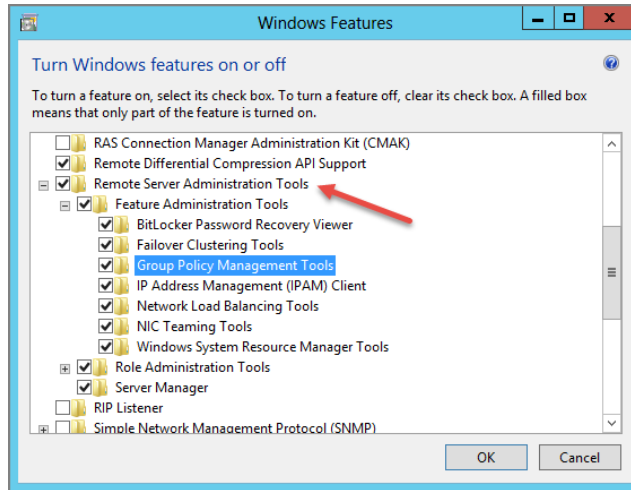 Windows Features
Turn Windows features on or off
To turn a feature on, select its check box. To turn a feature off, clear its check box. A filled box
means that only part of the feature is turned on.
RAS Connection Manager Administration Kit (CMAK)
Remote Differential Compression API Support
Remote Server Administration Tools
Feature Administration Tools
BitLocker Password Recovery Viewer
Failover Clustering Tools
Group Policy Management Tools
IP Address Management (IPAM) Client
Network Load Balancing Tools
NIC Teaming Tools
Windows System Resource Manager Tools
Role Administration Tools
Server Manager
RIP Listener
Simple Network Management Protocol (SNMP)
OK Cancel